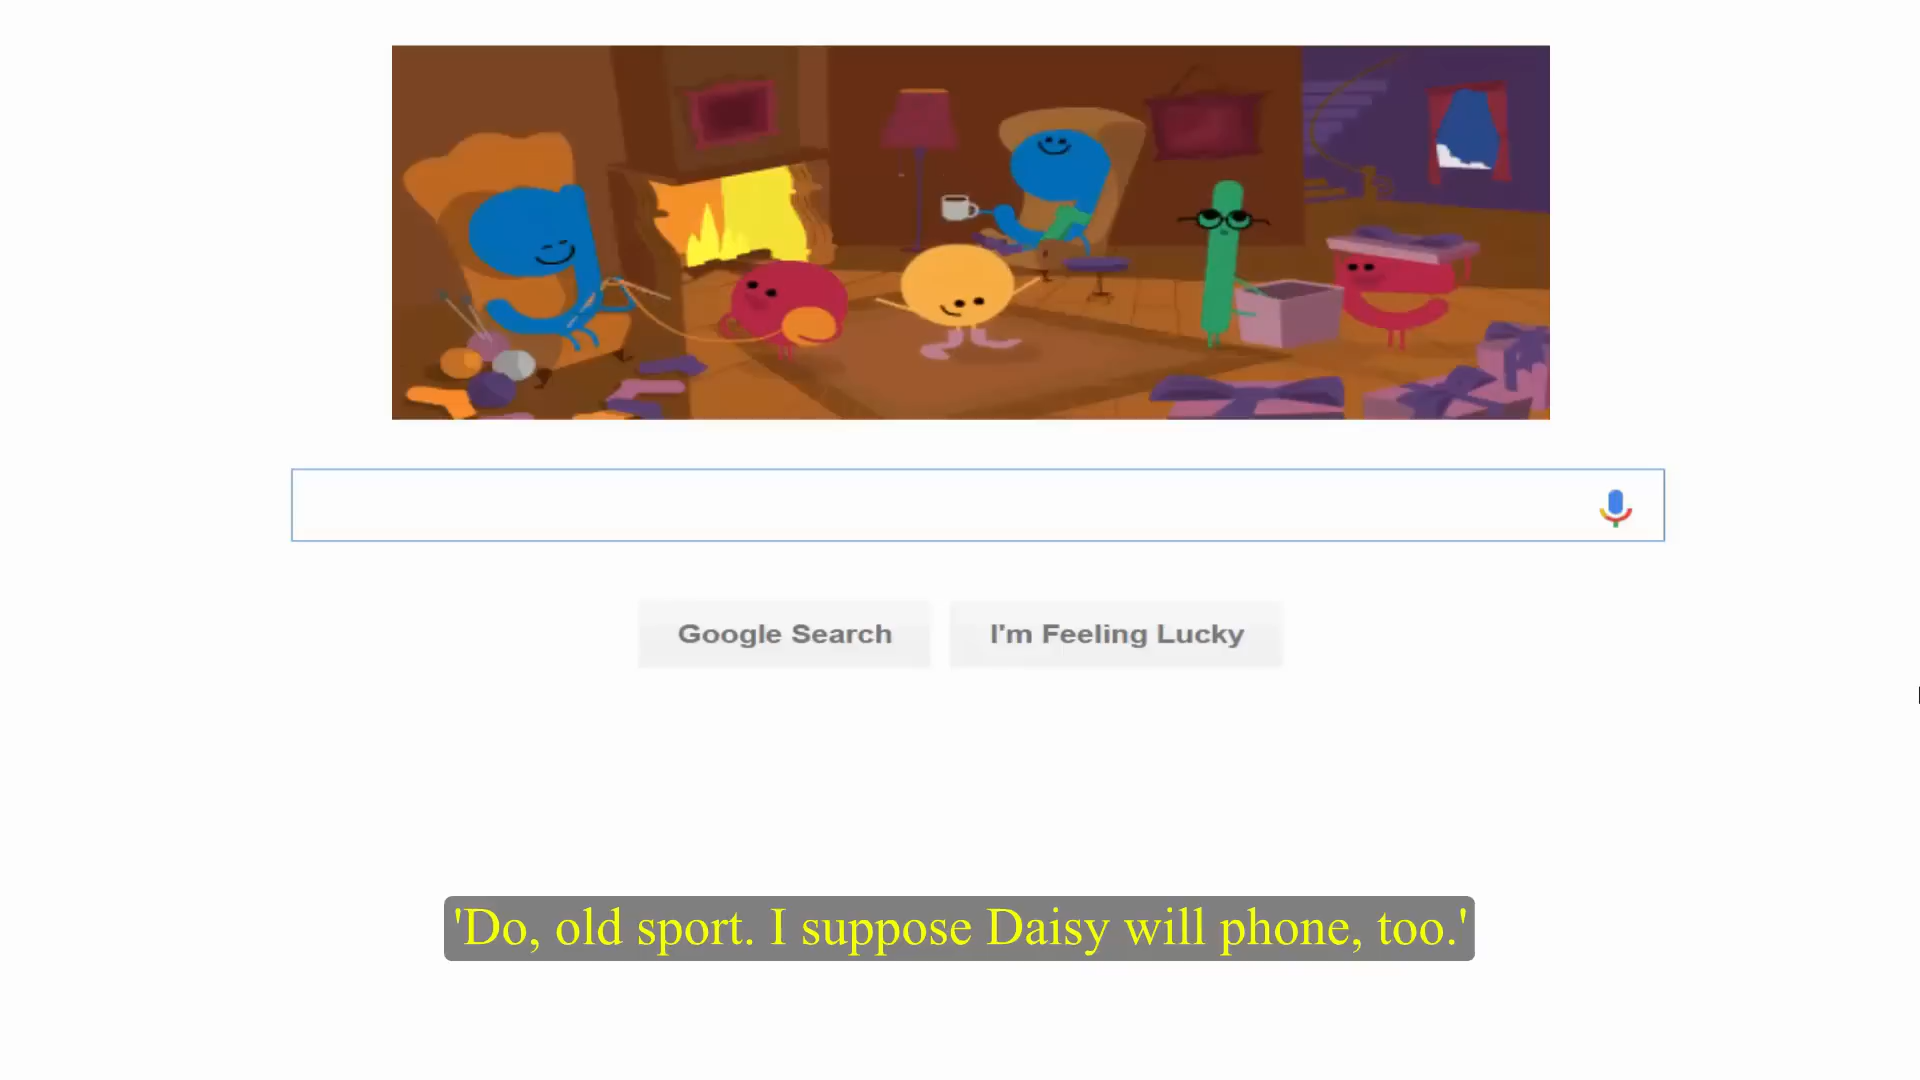 Google Search
I'm Feeling Lucky
'Do, old sport. I suppose Daisy will phone, too.'